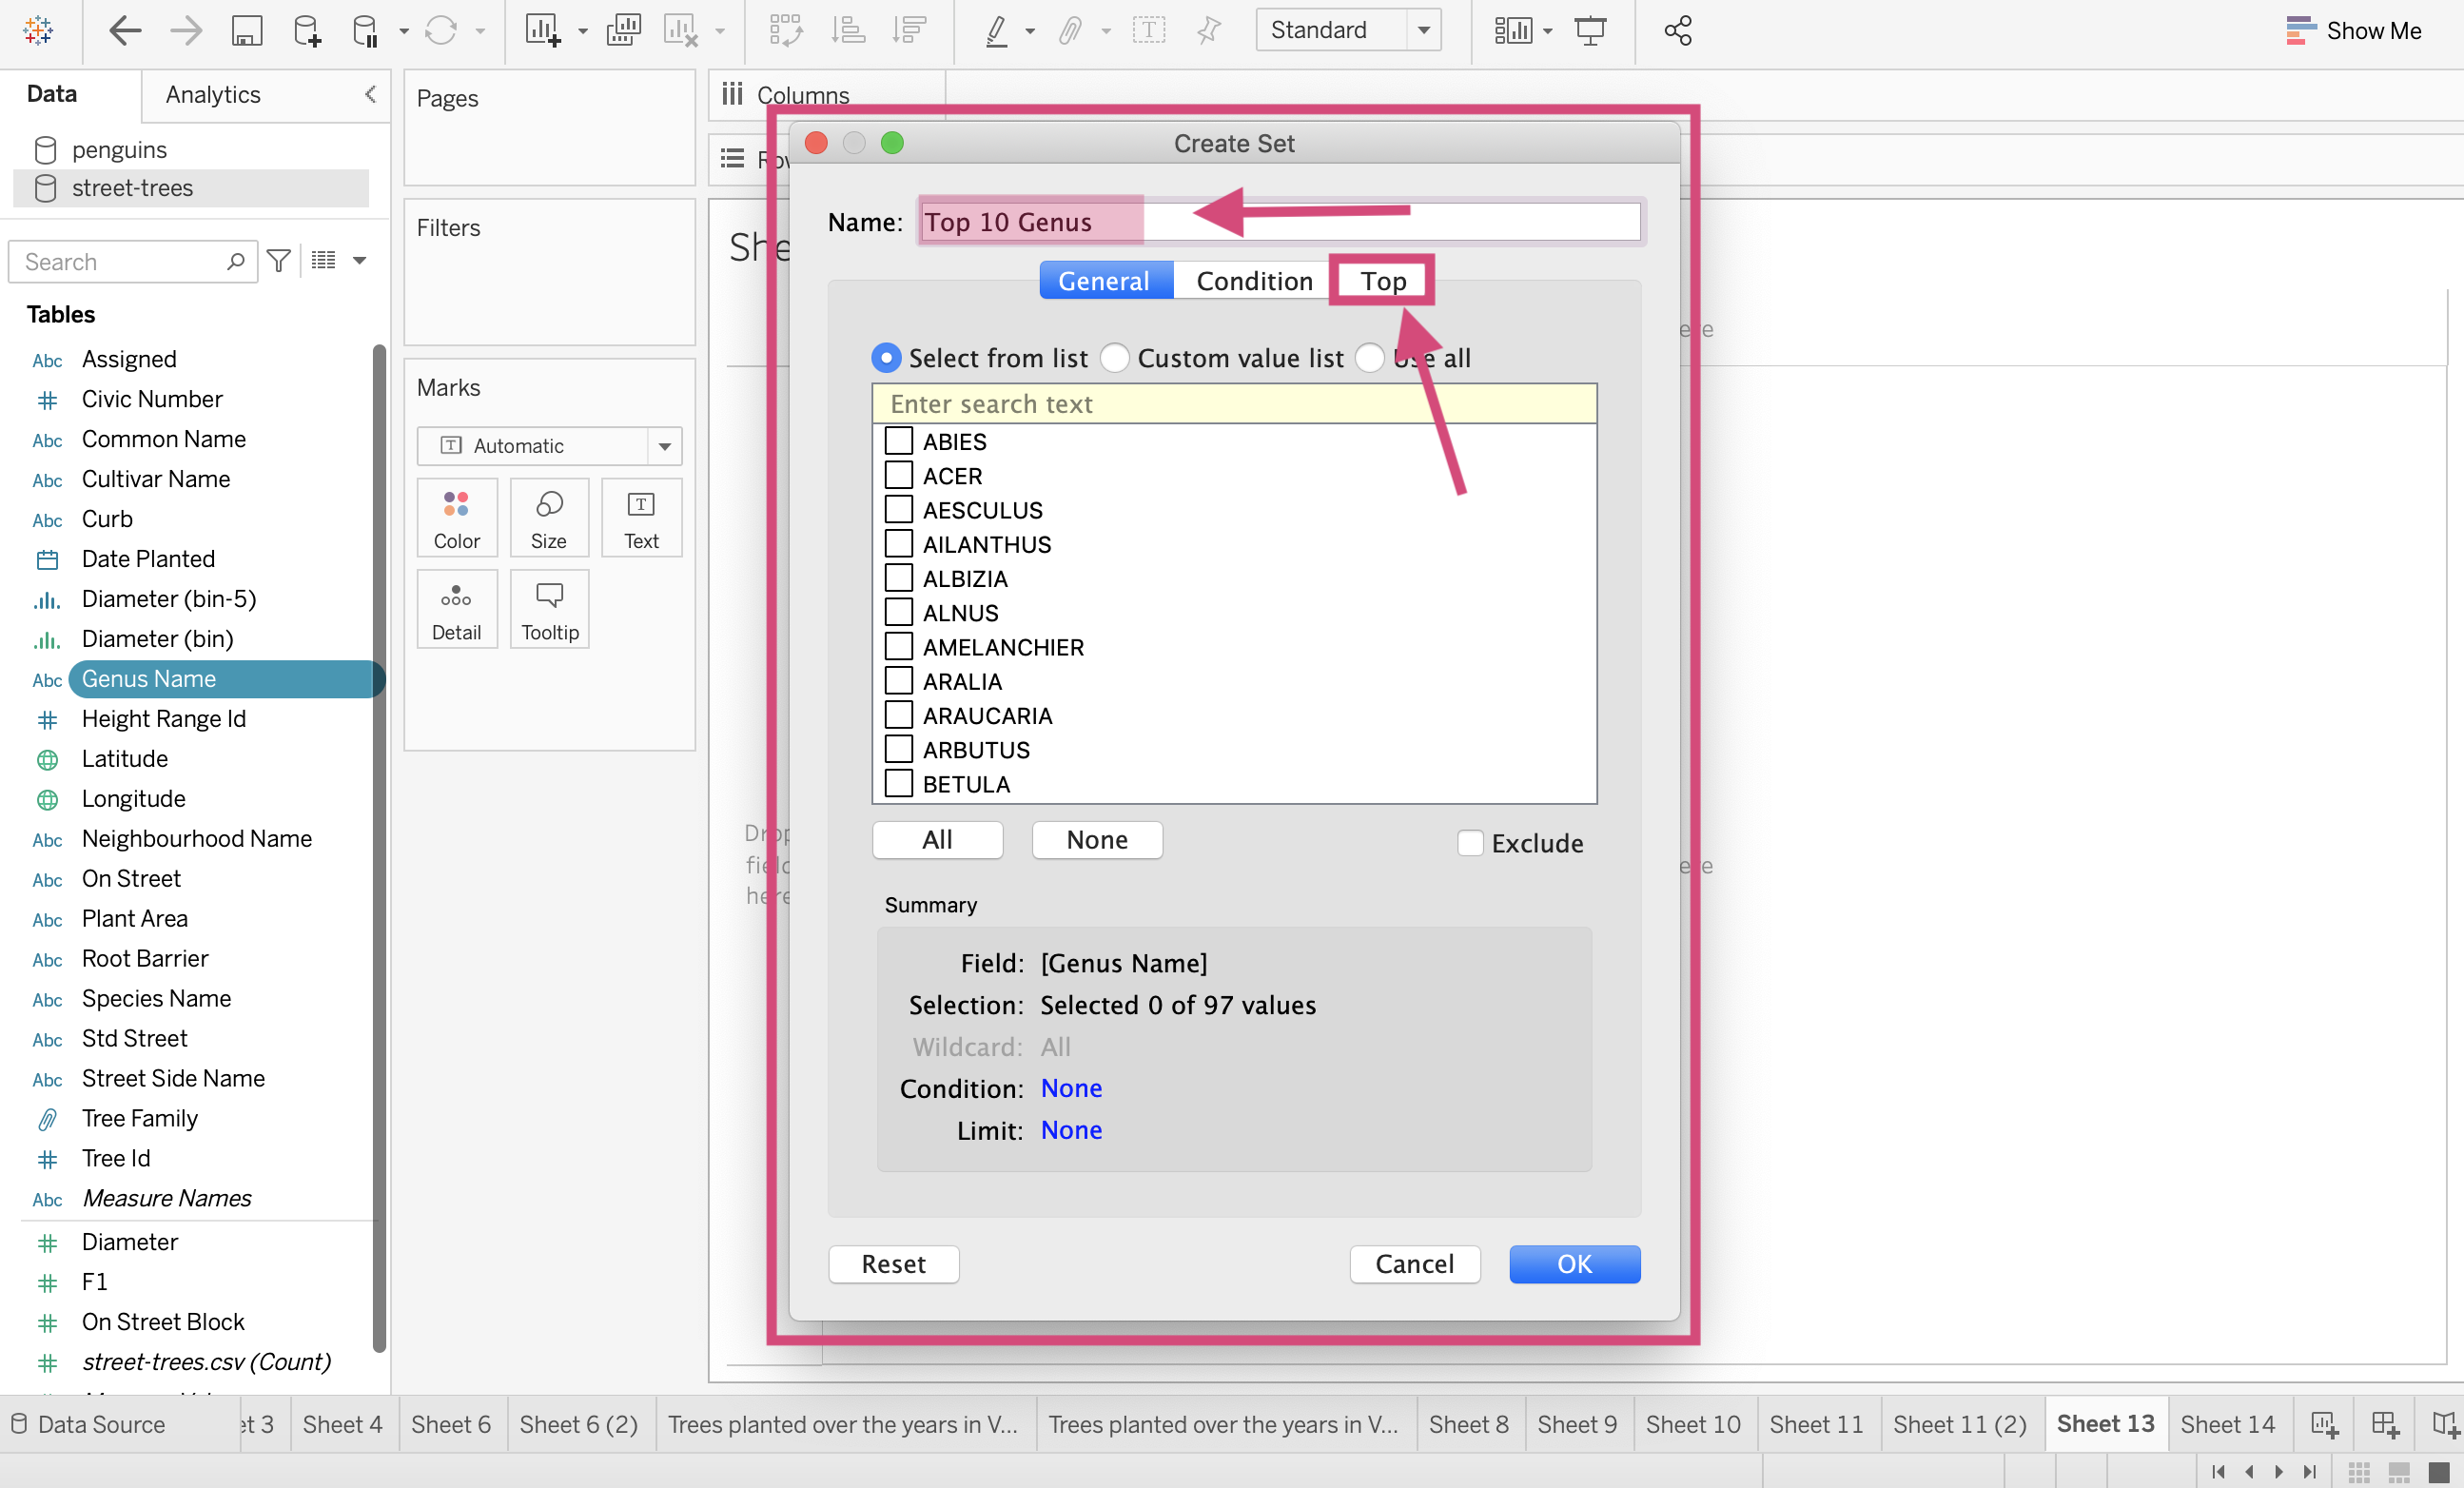 Standard
Show Me
Data
Analytics
penguins
street-trees
Search
Tables
Abc Assigned
Civic Number
Abc Common Name
Abc Cultivar Name
Abc Curb
Date Planted
Diameter (bin-5)
Diameter (bin)
Abc Genus Name
Height Range Id
Latitude
Longitude
Abc Neighbourhood Name
Abc On Street
Abc Plant Area
Abc Root Barrier
Abc Species Name
Abc Std Street
Abc Street Side Name
Tree Family
Tree Id
Abc Measure Names
Diameter
F1
On Street Block
street-trees.csv (Count)
Pages
Filters
Marks
Automatic
Color
Size
Text
Detail
Tooltip
Columns
Create Set
Name: Top 10 Genus
General
Condition
Top
Select from list
Custom value list
Use all
Enter search text
ABIES
ACER
AESCULUS
AILANTHUS
ALBIZIA
ALNUS
AMELANCHIER
ARALIA
ARAUCARIA
ARBUTUS
BETULA
All
None
Exclude
Summary
Field: [Genus Name]
Selection: Selected 0 of 97 values
Wildcard: All
Condition: None
Limit: None
Reset
Cancel
OK
Data Source
et 3
Sheet 4
Sheet 6
Sheet 6 (2)
Trees planted over the years in V...
Trees planted over the years in V...
Sheet 8
Sheet 9
Sheet 10
Sheet 11
Sheet 11 (2)
Sheet 13
Sheet 14